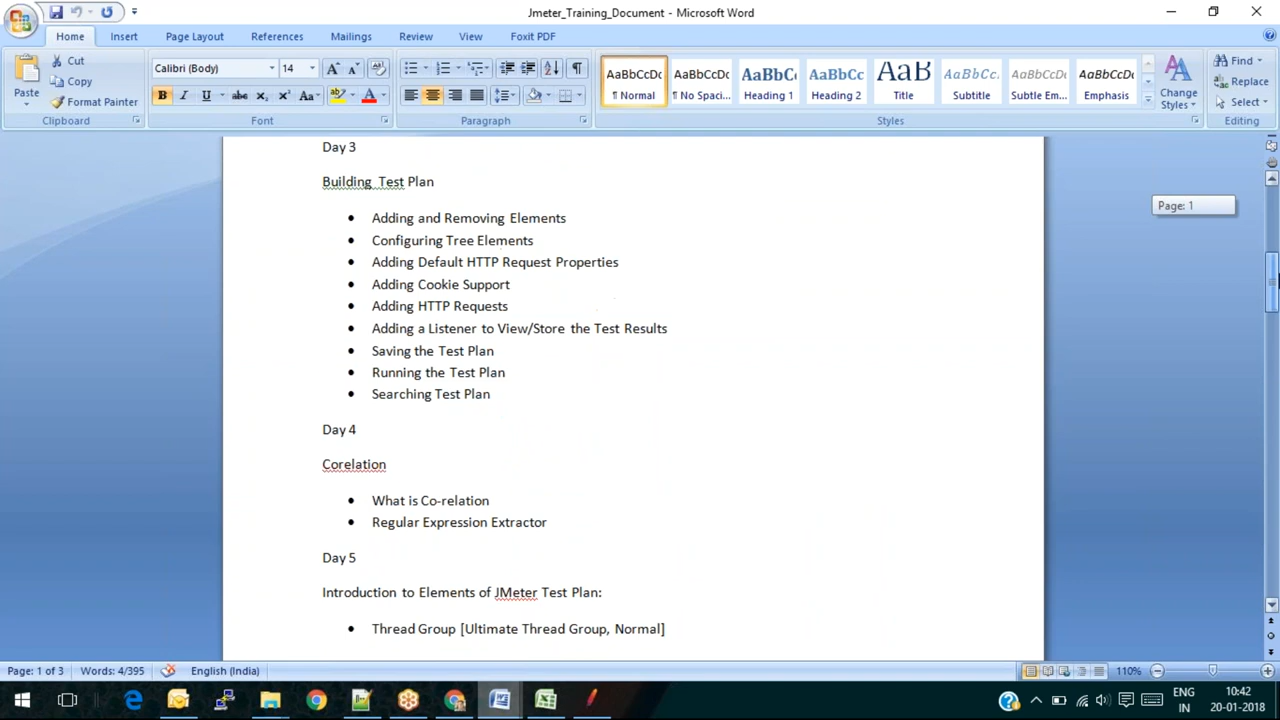 Jmeter_Training_Document - Microsoft Word
Home Insert Page Layout References Mailings Review View Foxit PDF
Paste
Cut
Copy
Format Painter
Clipboard
Calibri (Body) 14
B I U abc x₂ x² Aa
Font
Paragraph
AaBbCcDc AaBbCcDc AaBbC AaBbCc AaB AaBbCc. AaBbCcDc AaBbCcDc
¶ Normal ¶ No Spaci... Heading 1 Heading 2 Title Subtitle Subtle Em... Emphasis
Change Styles
Styles
Find
Replace
Select
Editing
Day 3
Page: 1
Building Test Plan
• Adding and Removing Elements
• Configuring Tree Elements
• Adding Default HTTP Request Properties
• Adding Cookie Support
• Adding HTTP Requests
• Adding a Listener to View/Store the Test Results
• Saving the Test Plan
• Running the Test Plan
• Searching Test Plan
Day 4
Corelation
• What is Co-relation
• Regular Expression Extractor
Day 5
Introduction to Elements of JMeter Test Plan:
• Thread Group [Ultimate Thread Group, Normal]
Page: 1 of 3 Words: 4/395 English (India) 110%
ENG 10:42
IN 20-01-2018